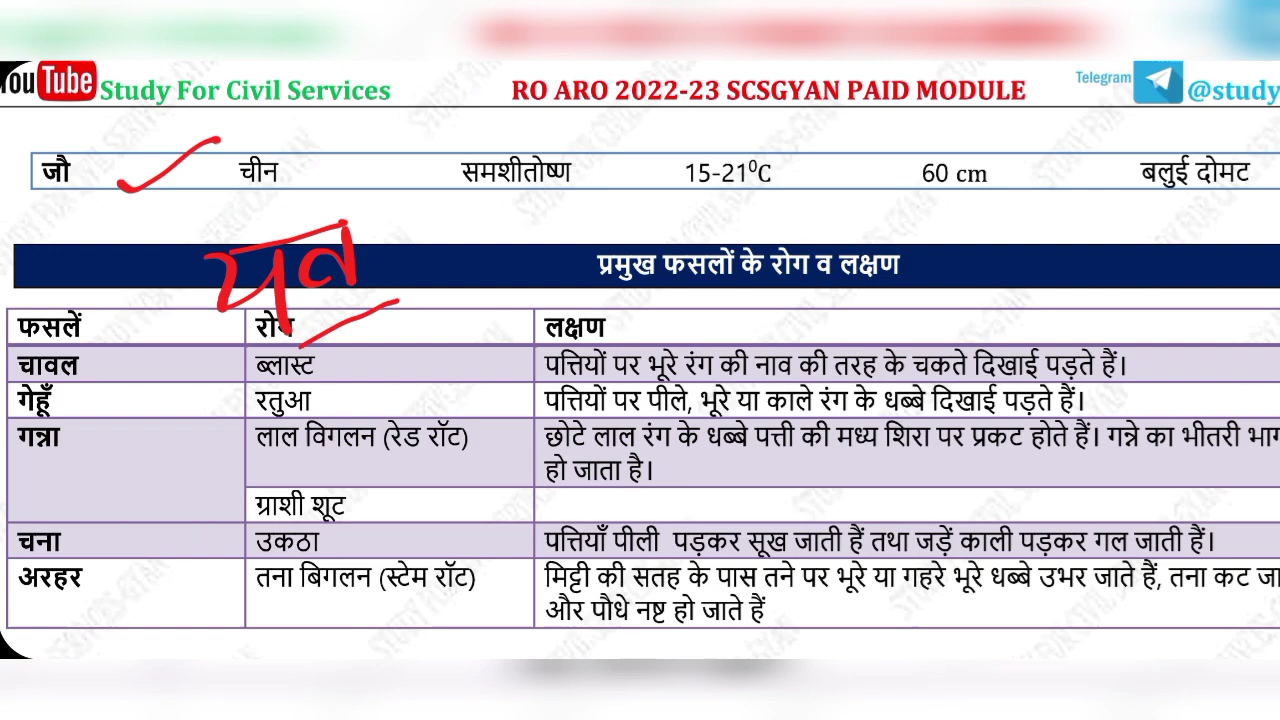 YouTube Study For Civil Services RO ARO 2022-23 SCSGYAN PAID MODULE Telegram @study
जौ चीन समशीतोष्ण 15-21⁰C 60 cm बलुई दोमट
प्रमुख फसलों के रोग व लक्षण
फसलें रोग लक्षण
चावल ब्लास्ट पत्तियों पर भूरे रंग की नाव की तरह के चकते दिखाई पड़ते हैं।
गेहूँ रतुआ पत्तियों पर पीले, भूरे या काले रंग के धब्बे दिखाई पड़ते हैं।
गन्ना लाल विगलन (रेड रॉट) छोटे लाल रंग के धब्बे पत्ती की मध्य शिरा पर प्रकट होते हैं। गन्ने का भीतरी भाग
हो जाता है।
ग्राशी शूट
चना उकठा पत्तियाँ पीली पड़कर सूख जाती हैं तथा जड़ें काली पड़कर गल जाती हैं।
अरहर तना बिगलन (स्टेम रॉट) मिट्टी की सतह के पास तने पर भूरे या गहरे भूरे धब्बे उभर जाते हैं, तना कट जा
और पौधे नष्ट हो जाते हैं